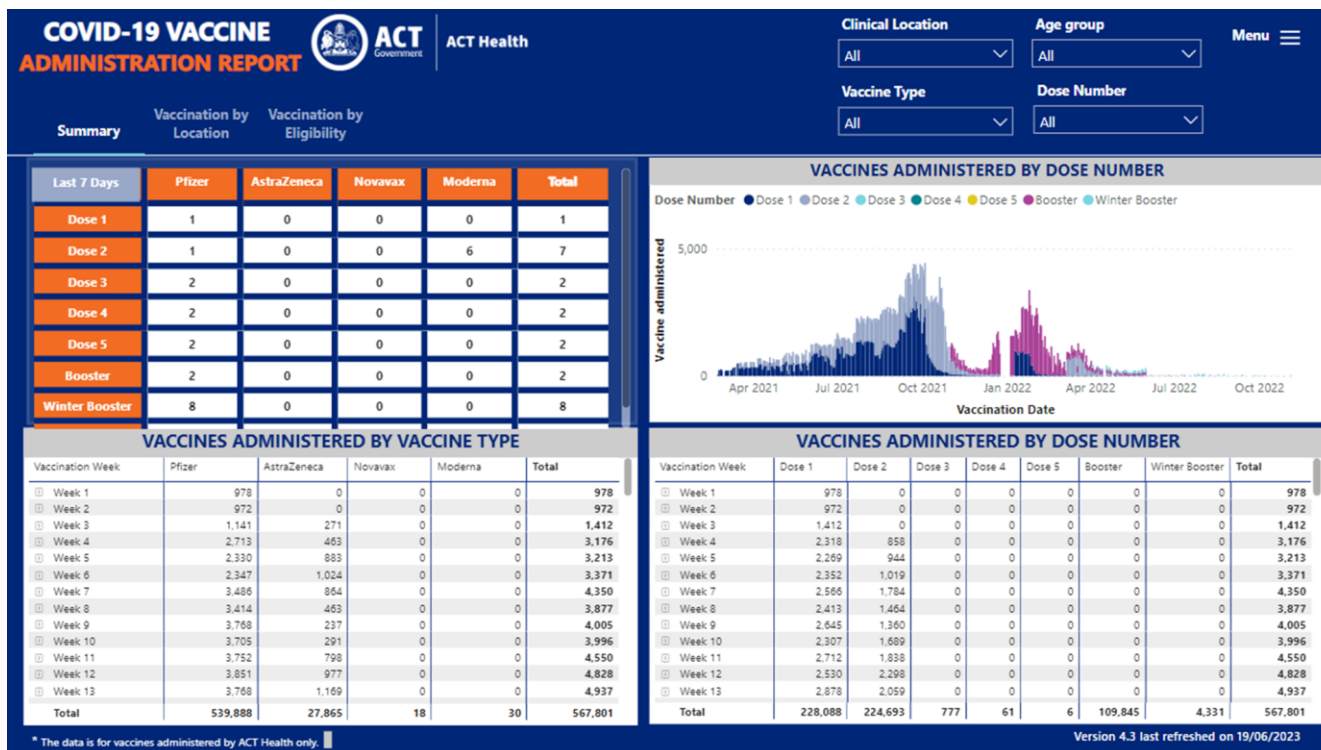 COVID-19 VACCINE
ADMINISTRATION REPORT
ACT
Government
ACT Health
Clinical Location
All
Age group
All
Menu
Vaccine Type
All
Dose Number
All
Summary
Vaccination by
Location
Vaccination by
Eligibility
Last 7 Days Pfizer AstraZeneca Novavax Moderna Total
Dose 1 1 0 0 0 1
Dose 2 1 0 0 6 7
Dose 3 2 0 0 0 2
Dose 4 2 0 0 0 2
Dose 5 2 0 0 0 2
Booster 2 0 0 0 2
Winter Booster 8 0 0 0 8
VACCINES ADMINISTERED BY DOSE NUMBER
Dose Number Dose 1 Dose 2 Dose 3 Dose 4 Dose 5 Booster Winter Booster
Vaccine administered
5,000
0
Apr 2021 Jul 2021 Oct 2021 Jan 2022 Apr 2022 Jul 2022 Oct 2022
Vaccination Date
VACCINES ADMINISTERED BY VACCINE TYPE
Vaccination Week Pfizer AstraZeneca Novavax Moderna Total
Week 1 978 0 0 0 978
Week 2 972 0 0 0 972
Week 3 1,141 271 0 0 1,412
Week 4 2,713 463 0 0 3,176
Week 5 2,330 883 0 0 3,213
Week 6 2,347 1,024 0 0 3,371
Week 7 3,486 864 0 0 4,350
Week 8 3,414 463 0 0 3,877
Week 9 3,768 237 0 0 4,005
Week 10 3,705 291 0 0 3,996
Week 11 3,752 798 0 0 4,550
Week 12 3,851 977 0 0 4,828
Week 13 3,768 1,169 0 0 4,937
Total 539,888 27,865 18 30 567,801
VACCINES ADMINISTERED BY DOSE NUMBER
Vaccination Week Dose 1 Dose 2 Dose 3 Dose 4 Dose 5 Booster Winter Booster Total
Week 1 978 0 0 0 0 0 0 978
Week 2 972 0 0 0 0 0 0 972
Week 3 1,412 0 0 0 0 0 0 1,412
Week 4 2,318 858 0 0 0 0 0 3,176
Week 5 2,269 944 0 0 0 0 0 3,213
Week 6 2,352 1,019 0 0 0 0 0 3,371
Week 7 2,566 1,784 0 0 0 0 0 4,350
Week 8 2,413 1,464 0 0 0 0 0 3,877
Week 9 2,645 1,360 0 0 0 0 0 4,005
Week 10 2,307 1,689 0 0 0 0 0 3,996
Week 11 2,712 1,838 0 0 0 0 0 4,550
Week 12 2,530 2,298 0 0 0 0 0 4,828
Week 13 2,878 2,059 0 0 0 0 0 4,937
Total 228,088 224,693 777 61 6 109,845 4,331 567,801
* The data is for vaccines administered by ACT Health only.
Version 4.3 last refreshed on 19/06/2023